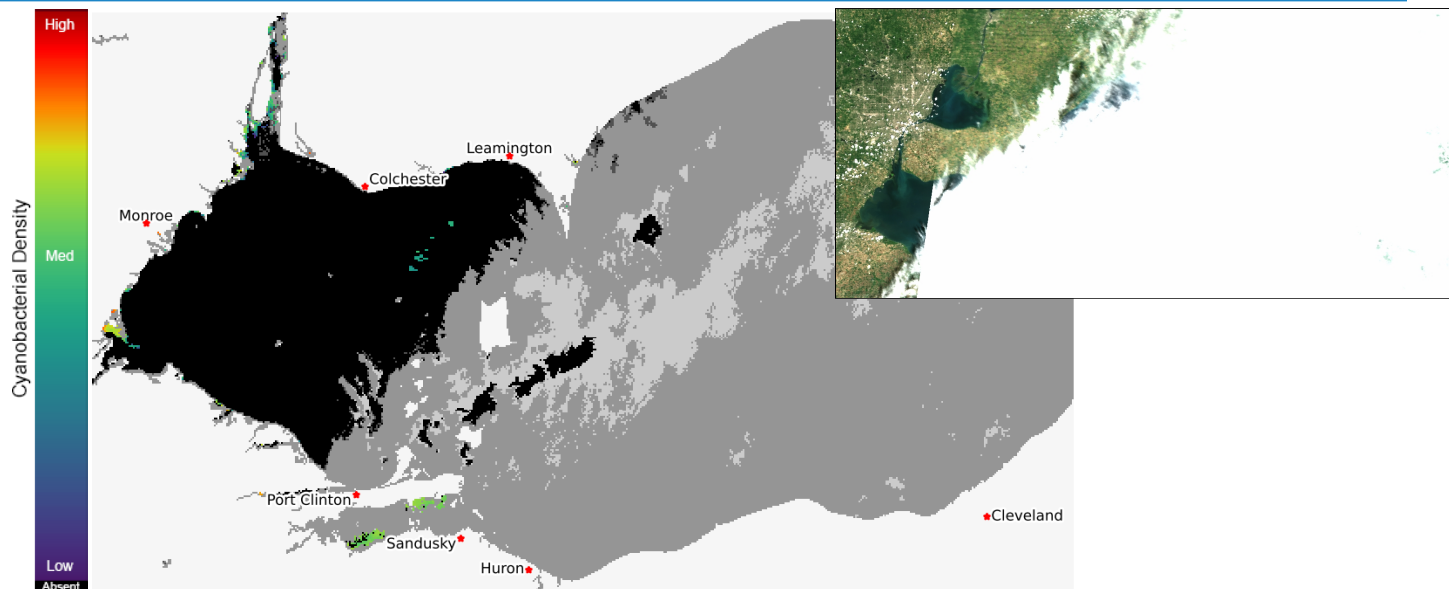 High
Med
Low
Absent
Cyanobacterial Density
Leamington
Colchester
Monroe
Port Clinton
Sandusky
Huron
Cleveland